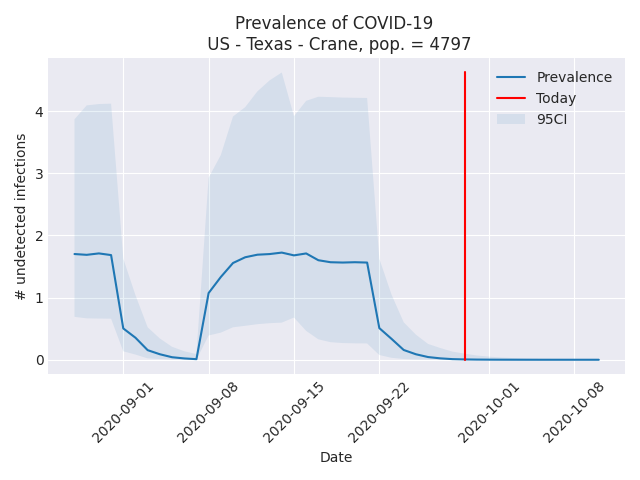 Prevalence of COVID-19
US - Texas - Crane, pop. = 4797
Prevalence
Today
95CI
# undetected infections
4
3
2
1
0
2020-09-01
2020-09-08
2020-09-15
2020-09-22
2020-10-01
2020-10-08
Date